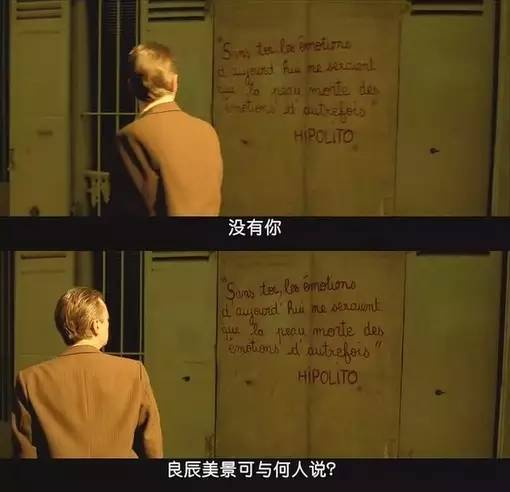 "Sans toi, les émotions
d'aujourd'hui ne seraient
que la peau morte des
émotions d'autrefois"
HIPOLITO
没有你
"Sans toi, les émotions
d'aujourd'hui ne seraient
que la peau morte des
émotions d'autrefois"
HIPOLITO
良辰美景可与何人说?